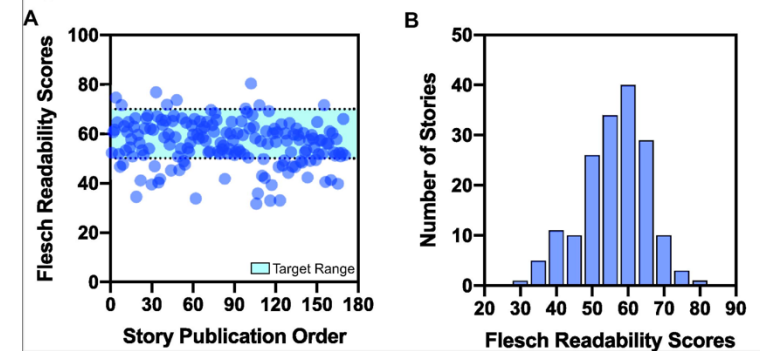 A
Flesch Readability Scores
100
80
60
40
20
0
Target Range
0 30 60 90 120 150 180
Story Publication Order
B
Number of Stories
50
40
30
20
10
0
20 30 40 50 60 70 80 90
Flesch Readability Scores